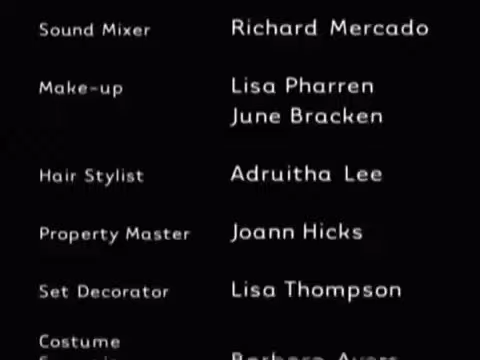 Sound Mixer Richard Mercado
Make-up Lisa Pharren
June Bracken
Hair Stylist Adruitha Lee
Property Master Joann Hicks
Set Decorator Lisa Thompson
Costume